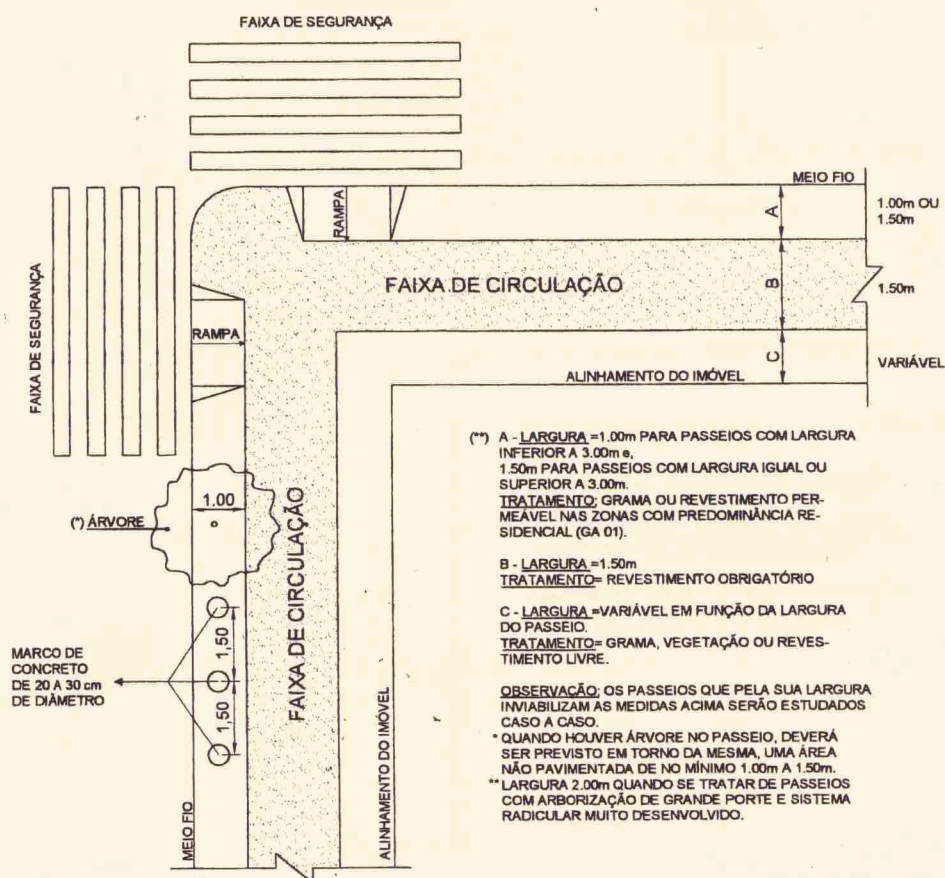 FAIXA DE SEGURANÇA
MEIO FIO
1.00m OU
1.50m
A
RAMPA
FAIXA DE CIRCULAÇÃO
B
1.50m
FAIXA DE SEGURANÇA
RAMPA
C
VARIÁVEL
ALINHAMENTO DO IMÓVEL
(**) A - LARGURA =1.00m PARA PASSEIOS COM LARGURA
INFERIOR A 3.00m e,
1.50m PARA PASSEIOS COM LARGURA IGUAL OU
SUPERIOR A 3.00m.
TRATAMENTO: GRAMA OU REVESTIMENTO PER-
MEÁVEL NAS ZONAS COM PREDOMINÂNCIA RE-
SIDENCIAL (GA 01).
B - LARGURA =1.50m
TRATAMENTO= REVESTIMENTO OBRIGATÓRIO
C - LARGURA =VARIÁVEL EM FUNÇÃO DA LARGURA
DO PASSEIO.
TRATAMENTO= GRAMA, VEGETAÇÃO OU REVES-
TIMENTO LIVRE.
OBSERVAÇÃO: OS PASSEIOS QUE PELA SUA LARGURA
INVIABILIZAM AS MEDIDAS ACIMA SERÃO ESTUDADOS
CASO A CASO.
* QUANDO HOUVER ÁRVORE NO PASSEIO, DEVERÁ
SER PREVISTO EM TORNO DA MESMA, UMA ÁREA
NÃO PAVIMENTADA DE NO MÍNIMO 1.00m A 1.50m.
** LARGURA 2.00m QUANDO SE TRATAR DE PASSEIOS
COM ARBORIZAÇÃO DE GRANDE PORTE E SISTEMA
RADICULAR MUITO DESENVOLVIDO.
1.00
(*) ÁRVORE
FAIXA DE CIRCULAÇÃO
1,50
1,50
MARCO DE
CONCRETO
DE 20 A 30 cm
DE DIÂMETRO
MEIO FIO
ALINHAMENTO DO IMÓVEL